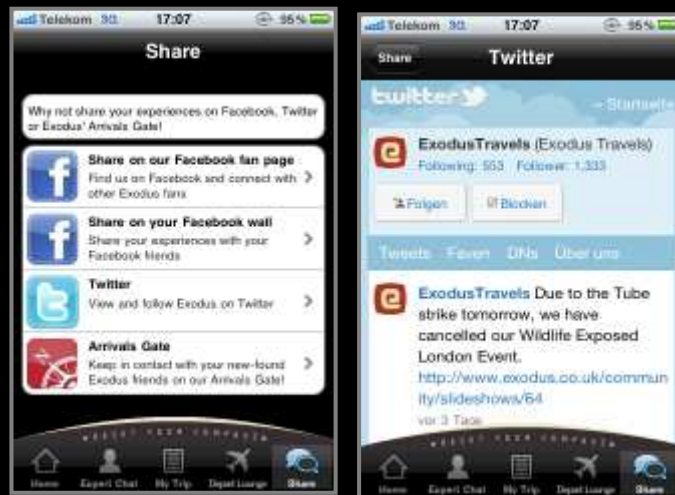 Telekom 3G 17:07 95%
Share
Why not share your experiences on Facebook, Twitter
or Exodus' Arrivals Gate!
Share on our Facebook fan page
Find us on Facebook and connect with
other Exodus fans
Share on your Facebook wall
Share your experiences with your
Facebook friends
Twitter
View and follow Exodus on Twitter
Arrivals Gate
Keep in contact with your new-found
Exodus friends on our Arrivals Gate!
Home Expert Chat My Trip Depart Lounge Share
Telekom 3G 17:07 95%
Share Twitter
twitter
Startseite
ExodusTravels (Exodus Travels)
Following: 553 Follower: 1,333
Folgen Blocken
Tweets Faven DNs Über uns
ExodusTravels Due to the Tube
strike tomorrow, we have
cancelled our Wildlife Exposed
London Event.
http://www.exodus.co.uk/commun
ity/slideshows/64
vor 3 Tage
Home Expert Chat My Trip Depart Lounge Share